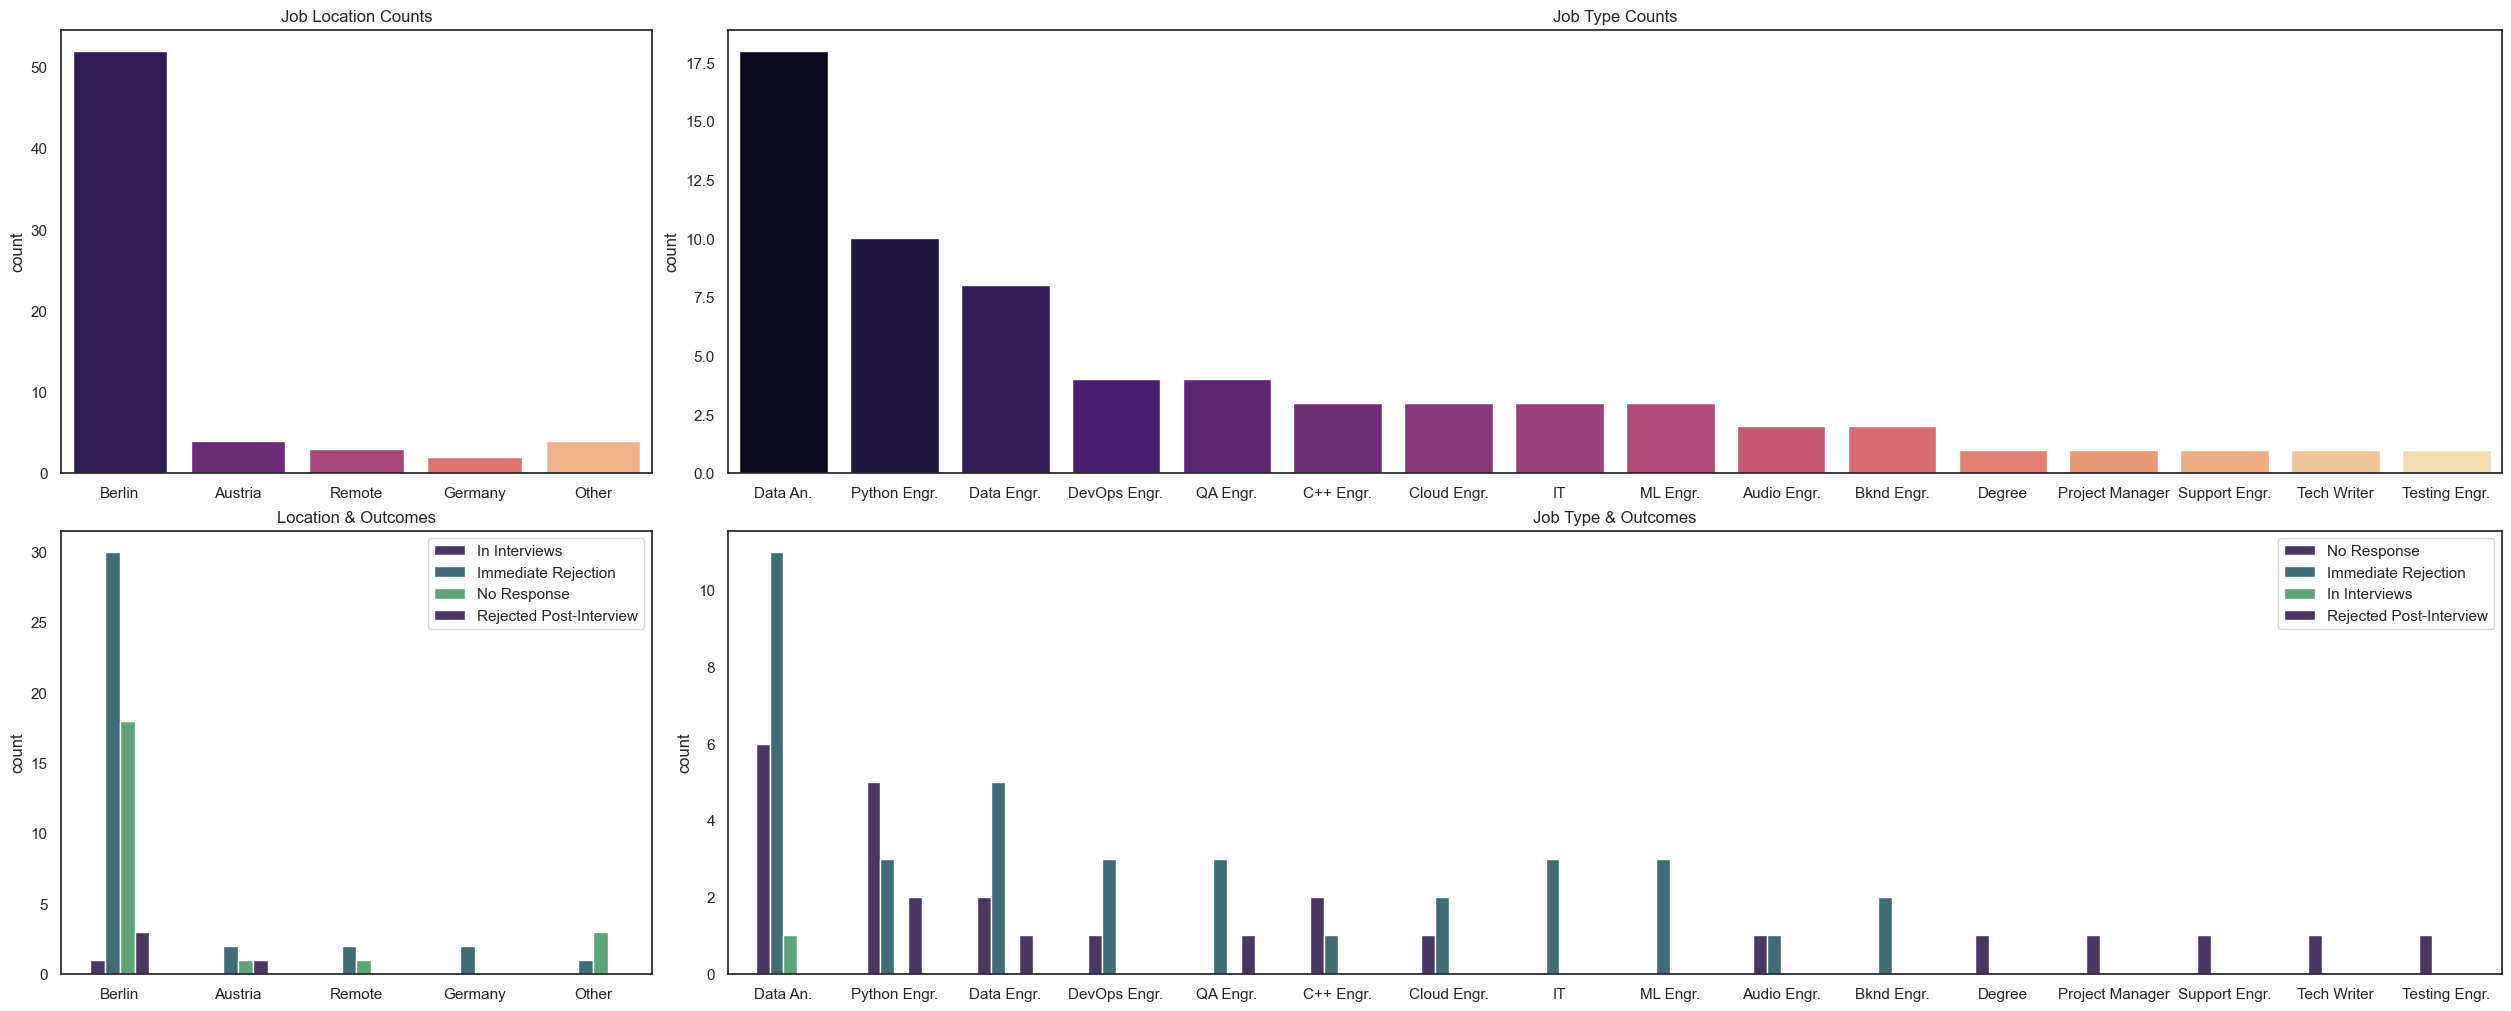 Job Location Counts
count
50
40
30
20
10
0
Berlin Austria Remote Germany Other
Job Type Counts
count
17.5
15.0
12.5
10.0
7.5
5.0
2.5
0.0
Data An. Python Engr. Data Engr. DevOps Engr. QA Engr. C++ Engr. Cloud Engr. IT ML Engr. Audio Engr. Bknd Engr. Degree Project Manager Support Engr. Tech Writer Testing Engr.
Location & Outcomes
count
30
25
20
15
10
5
0
In Interviews
Immediate Rejection
No Response
Rejected Post-Interview
Berlin Austria Remote Germany Other
Job Type & Outcomes
count
10
8
6
4
2
0
No Response
Immediate Rejection
In Interviews
Rejected Post-Interview
Data An. Python Engr. Data Engr. DevOps Engr. QA Engr. C++ Engr. Cloud Engr. IT ML Engr. Audio Engr. Bknd Engr. Degree Project Manager Support Engr. Tech Writer Testing Engr.